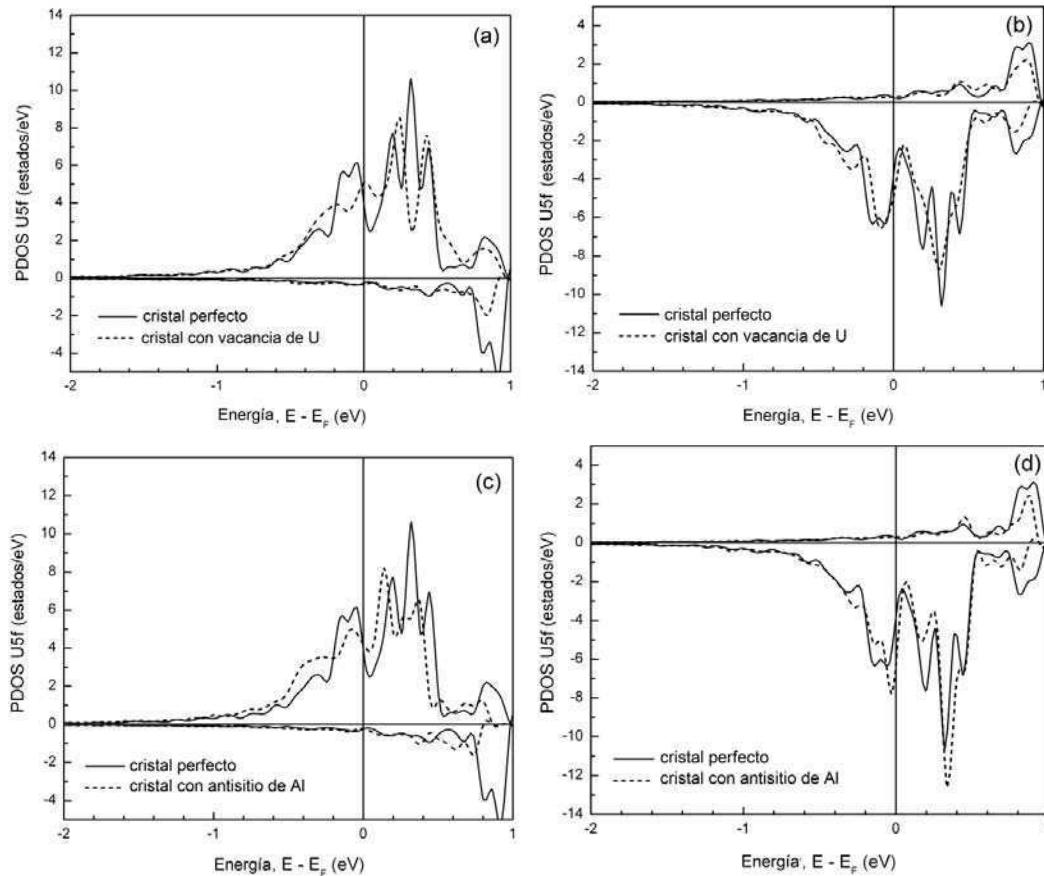 (a)
PDOS U5f (estados/eV)
14
12
10
8
6
4
2
0
-2
-4
cristal perfecto
cristal con vacancia de U
-2
-1
0
1
Energía, E - E_F (eV)
(b)
PDOS U5f (estados/eV)
4
2
0
-2
-4
-6
-8
-10
-12
-14
cristal perfecto
cristal con vacancia de U
-2
-1
0
1
Energía, E - E_F (eV)
(c)
PDOS U5f (estados/eV)
14
12
10
8
6
4
2
0
-2
-4
cristal perfecto
cristal con antisitio de Al
-2
-1
0
1
Energía, E - E_F (eV)
(d)
PDOS U5f (estados/eV)
4
2
0
-2
-4
-6
-8
-10
-12
-14
cristal perfecto
cristal con antisitio de Al
-2
-1
0
1
Energía, E - E_F (eV)